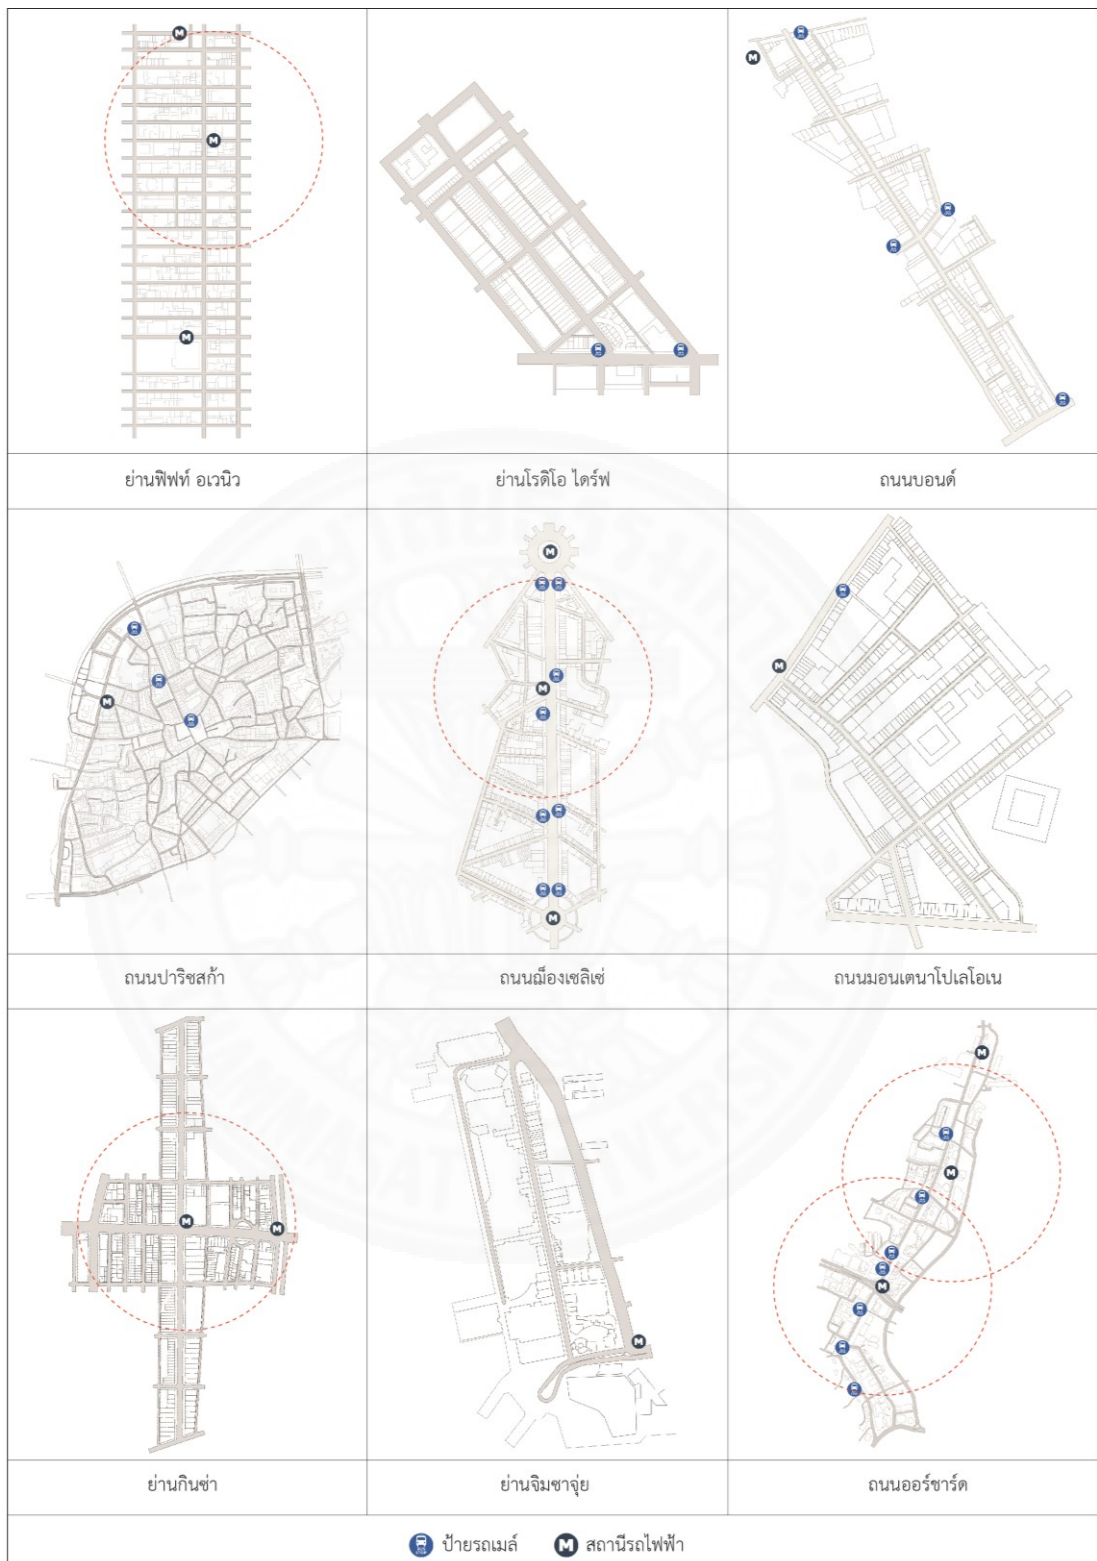 ย่านฟิฟท์ อเวนิว
ย่านโรดิโอ ไดร์ฟ
ถนนบอนด์
ถนนปาริซสก้า
ถนนฌ็องเซลิเซ่
ถนนมอนเตนาโปเลโอเน
ย่านกินซ่า
ย่านจิมซาจุ่ย
ถนนออร์ชาร์ด
ป้ายรถเมล์
M สถานีรถไฟฟ้า